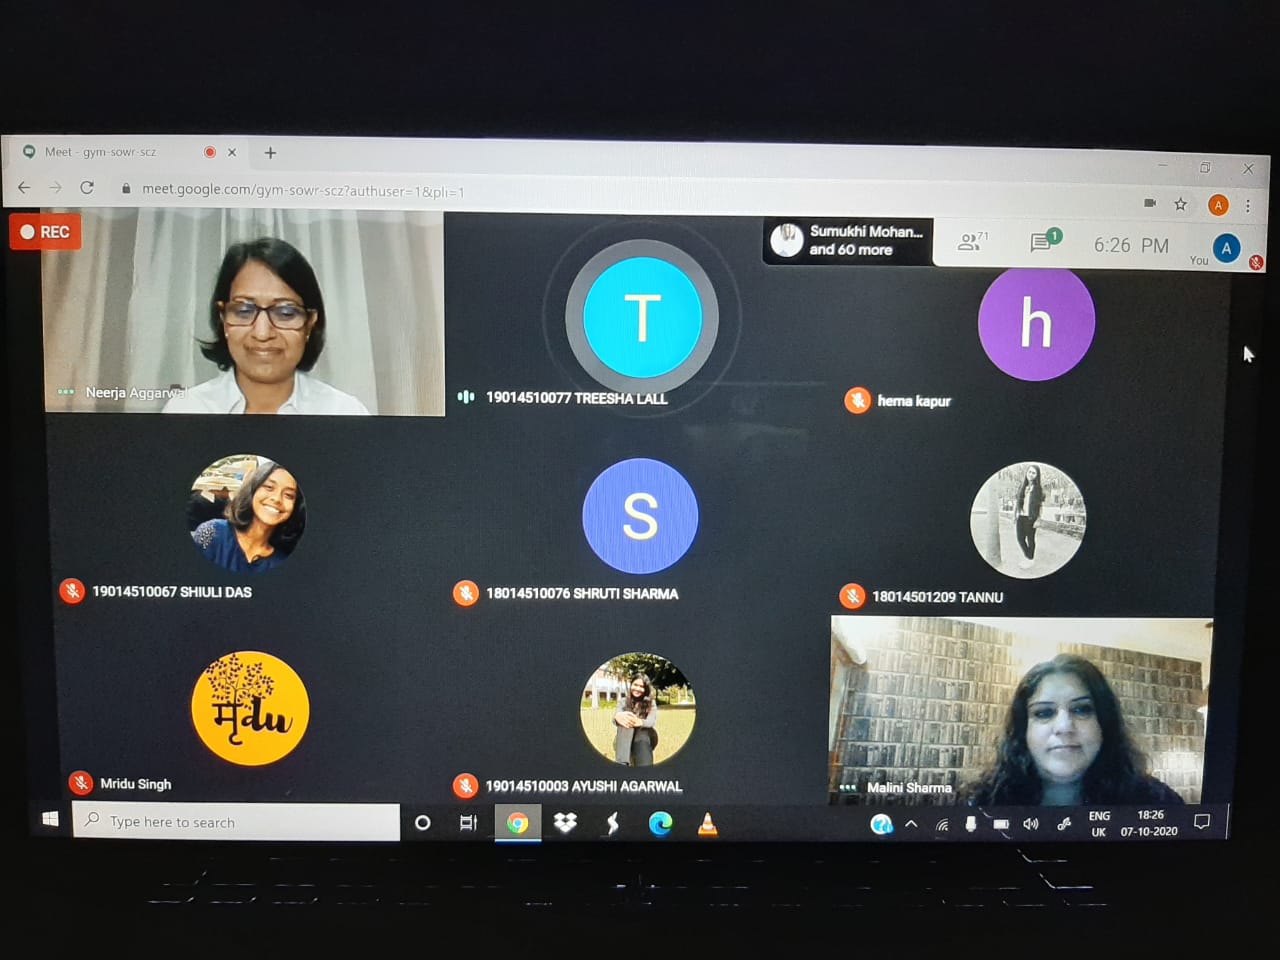 Meet - gym-sowr-scz
meet.google.com/gym-sowr-scz?authuser=1&pli=1
A
REC
Sumukhi Mohan...
and 60 more
71
1
6:26 PM
You
A
T
h
Neerja Aggarwal
19014510077 TREESHA LALL
hema kapur
S
19014510067 SHIULI DAS
18014510076 SHRUTI SHARMA
18014501209 TANNU
मृdu
Mridu Singh
19014510003 AYUSHI AGARWAL
Malini Sharma
Type here to search
ENG
UK
18:26
07-10-2020